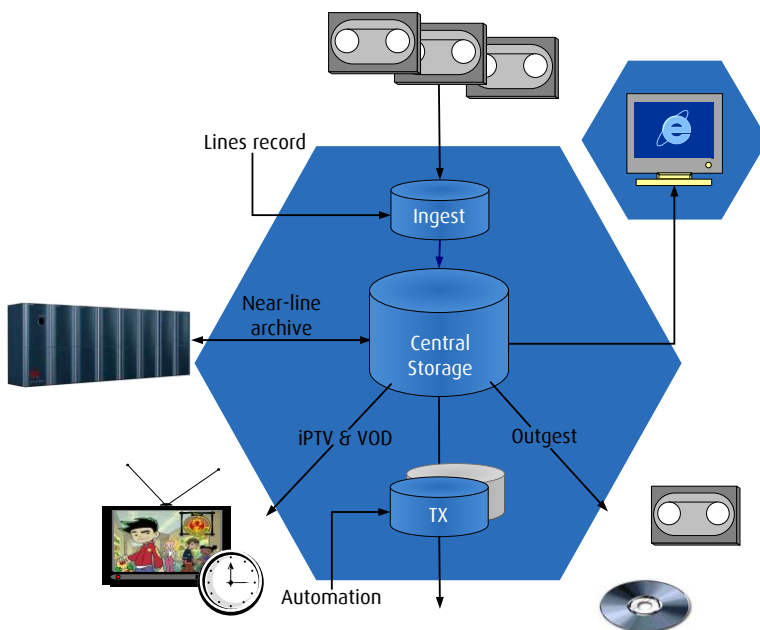 Lines record
Ingest
Near-line
archive
Central
Storage
iPTV & VOD
Outgest
TX
Automation